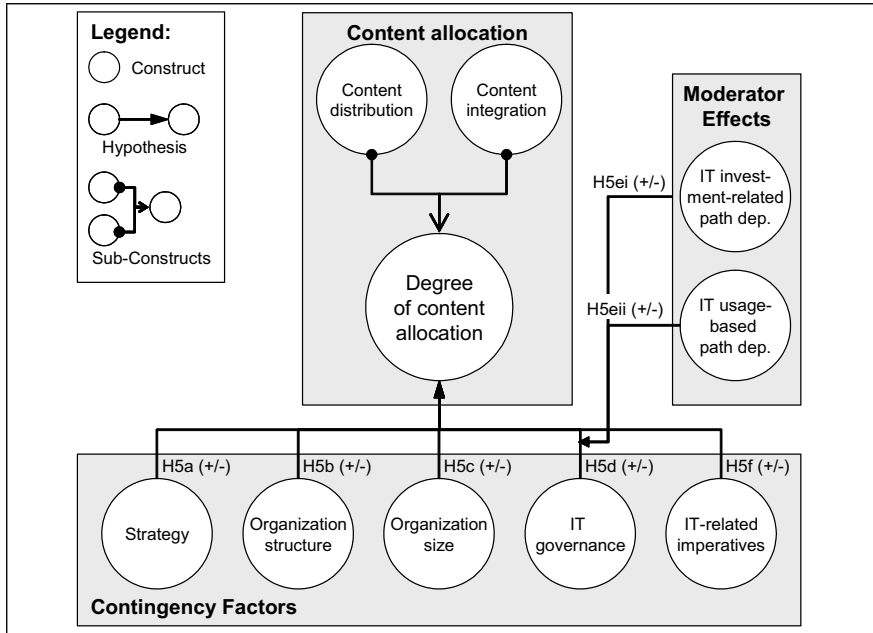 Legend:
Construct
Hypothesis
Sub-Constructs
Content allocation
Content
distribution
Content
integration
Degree
of content
allocation
Moderator
Effects
H5ei (+/-)
IT invest-
ment-related
path dep.
H5eii (+/-)
IT usage-
based
path dep.
H5a (+/-)
H5b (+/-)
H5c (+/-)
H5d (+/-)
H5f (+/-)
Strategy
Organization
structure
Organization
size
IT
governance
IT-related
imperatives
Contingency Factors